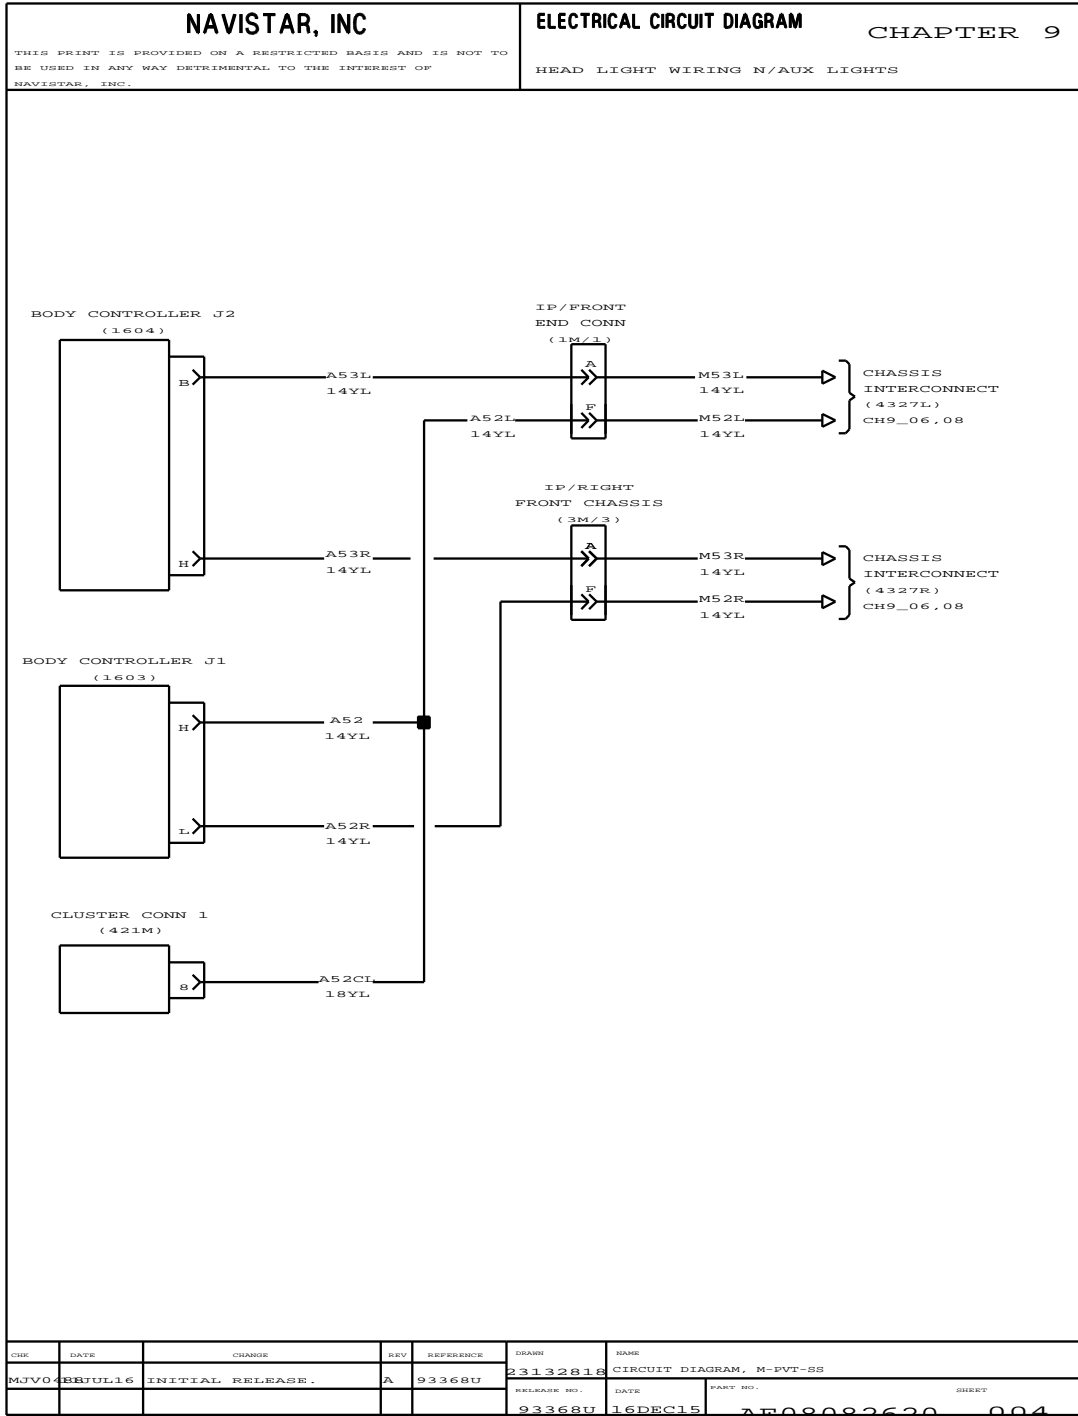 NAVISTAR, INC
THIS PRINT IS PROVIDED ON A RESTRICTED BASIS AND IS NOT TO
BE USED IN ANY WAY DETRIMENTAL TO THE INTEREST OF
NAVISTAR, INC.
ELECTRICAL CIRCUIT DIAGRAM
CHAPTER 9
HEAD LIGHT WIRING N/AUX LIGHTS
BODY CONTROLLER J2
(1604)
B
A53L
14YL
H
A53R
14YL
IP/FRONT
END CONN
(1M/1)
A
F
A52L
14YL
M53L
14YL
M52L
14YL
CHASSIS
INTERCONNECT
(4327L)
CH9_06,08
IP/RIGHT
FRONT CHASSIS
(3M/3)
A
F
M53R
14YL
M52R
14YL
CHASSIS
INTERCONNECT
(4327R)
CH9_06,08
BODY CONTROLLER J1
(1603)
H
A52
14YL
L
A52R
14YL
CLUSTER CONN 1
(421M)
8
A52CL
18YL
CHK DATE CHANGE REV REFERENCE
INITIAL RELEASE. A 93368U
DRAWN
23132818
NAME
CIRCUIT DIAGRAM, M-PVT-SS
RELEASE NO.
93368U
DATE
16DEC15
PART NO.
SHEET
004